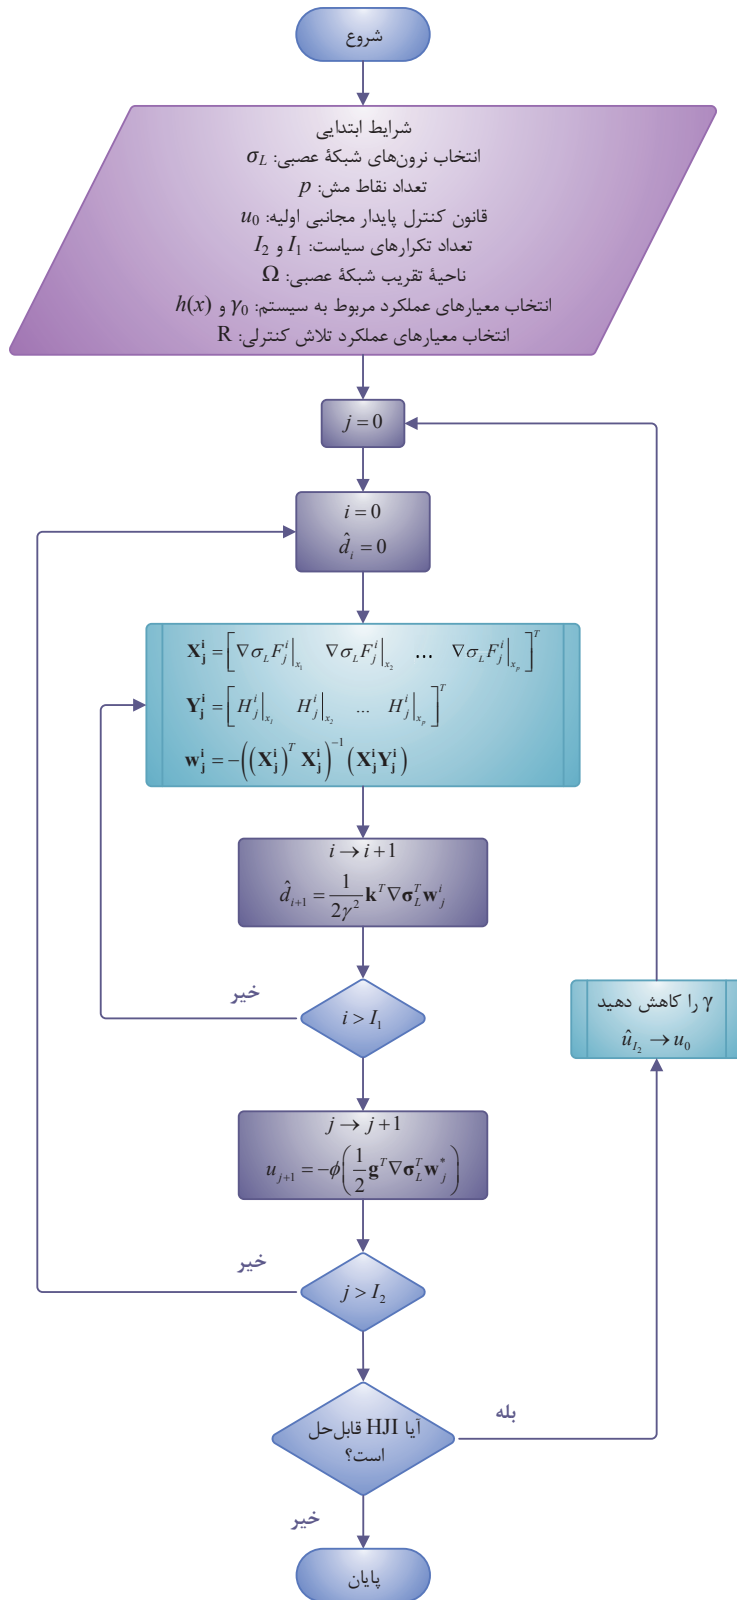 شروع
شرایط ابتدایی
انتخاب نرون‌های شبکهٔ عصبی: σ_L
تعداد نقاط مش: p
قانون کنترل پایدار مجانبی اولیه: u_0
تعداد تکرارهای سیاست: I_1 و I_2
ناحیهٔ تقریب شبکهٔ عصبی: Ω
انتخاب معیارهای عملکرد مربوط به سیستم: γ_0 و h(x)
انتخاب معیارهای عملکرد تلاش کنترلی: R
j = 0
i = 0
\hat{d}_i = 0
X_j^i = [∇σ_L F_j^i|_{x_1} ∇σ_L F_j^i|_{x_2} ... ∇σ_L F_j^i|_{x_p}]^T
Y_j^i = [H_j^i|_{x_1} H_j^i|_{x_2} ... H_j^i|_{x_p}]^T
w_j^i = -((X_j^i)^T X_j^i)^{-1} (X_j^i Y_j^i)
i → i+1
\hat{d}_{i+1} = \frac{1}{2γ^2} k^T ∇σ_L^T w_j^i
خیر
i > I_1
γ را کاهش دهید
\hat{u}_{I_2} → u_0
j → j+1
u_{j+1} = -φ(\frac{1}{2} g^T ∇σ_L^T w_j^*)
خیر
j > I_2
آیا HJI قابل‌حل
است؟
بله
خیر
پایان